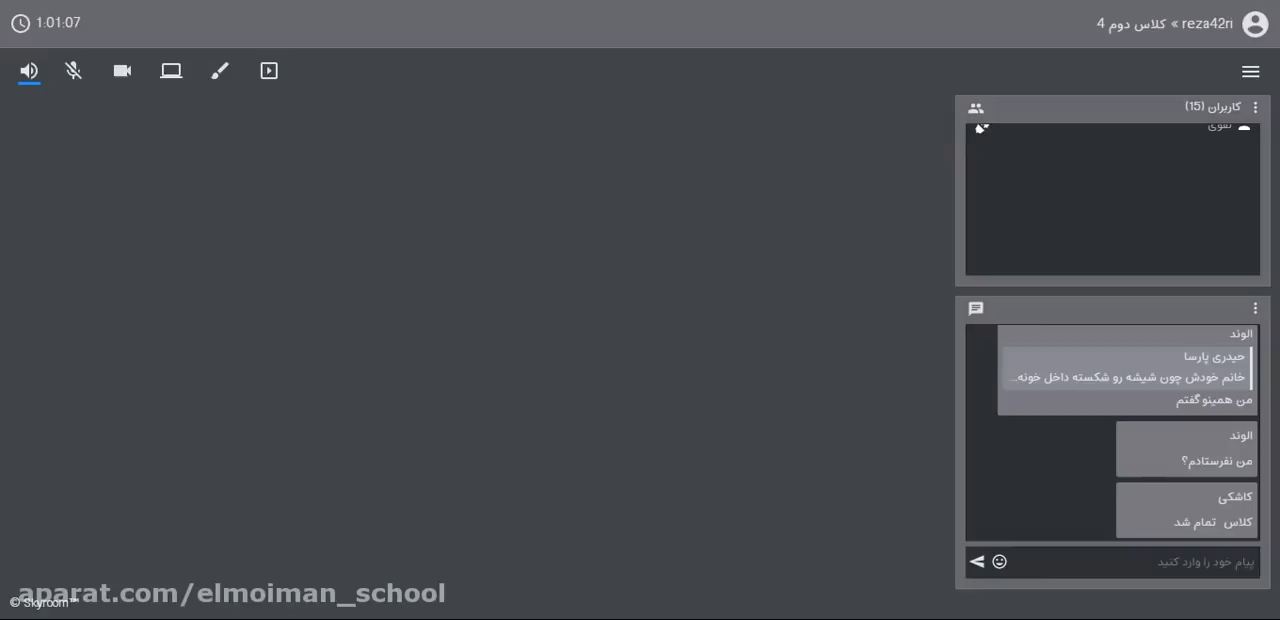 1:01:07
reza42ri » کلاس دوم 4
کاربران (15)
تقوی
الوند
حیدری پارسا
خانم خودش چون شیشه رو شکسته داخل خونه...
من همینو گفتم
الوند
من نفرستادم؟
کاشکی
کلاس تمام شد
پیام خود را وارد کنید
aparat.com/elmoiman_school
© Skyroom™